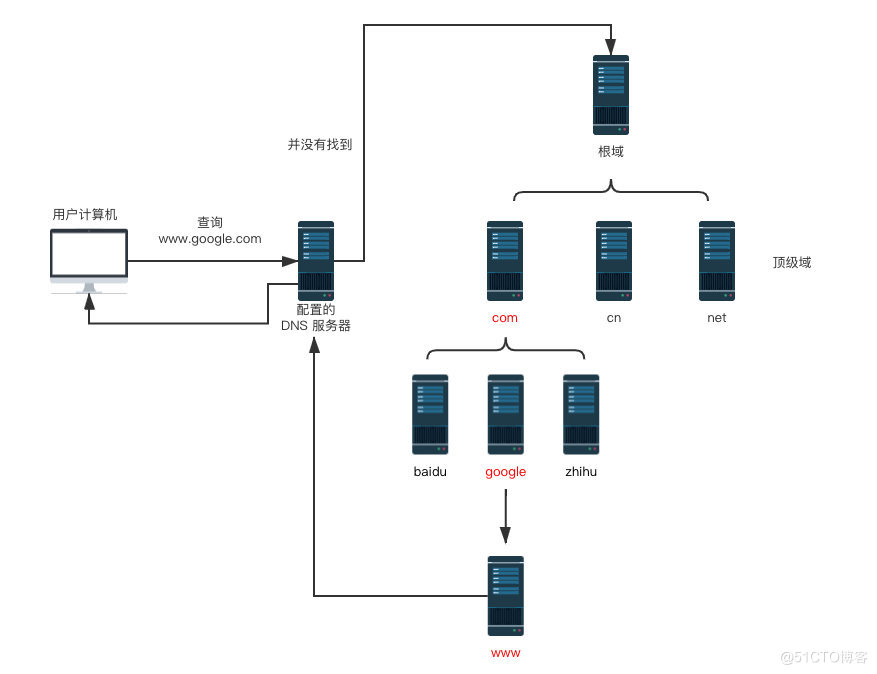 并没有找到
根域
用户计算机
查询
www.google.com
配置的
DNS 服务器
顶级域
com
cn
net
baidu
google
zhihu
www
@51CTO博客